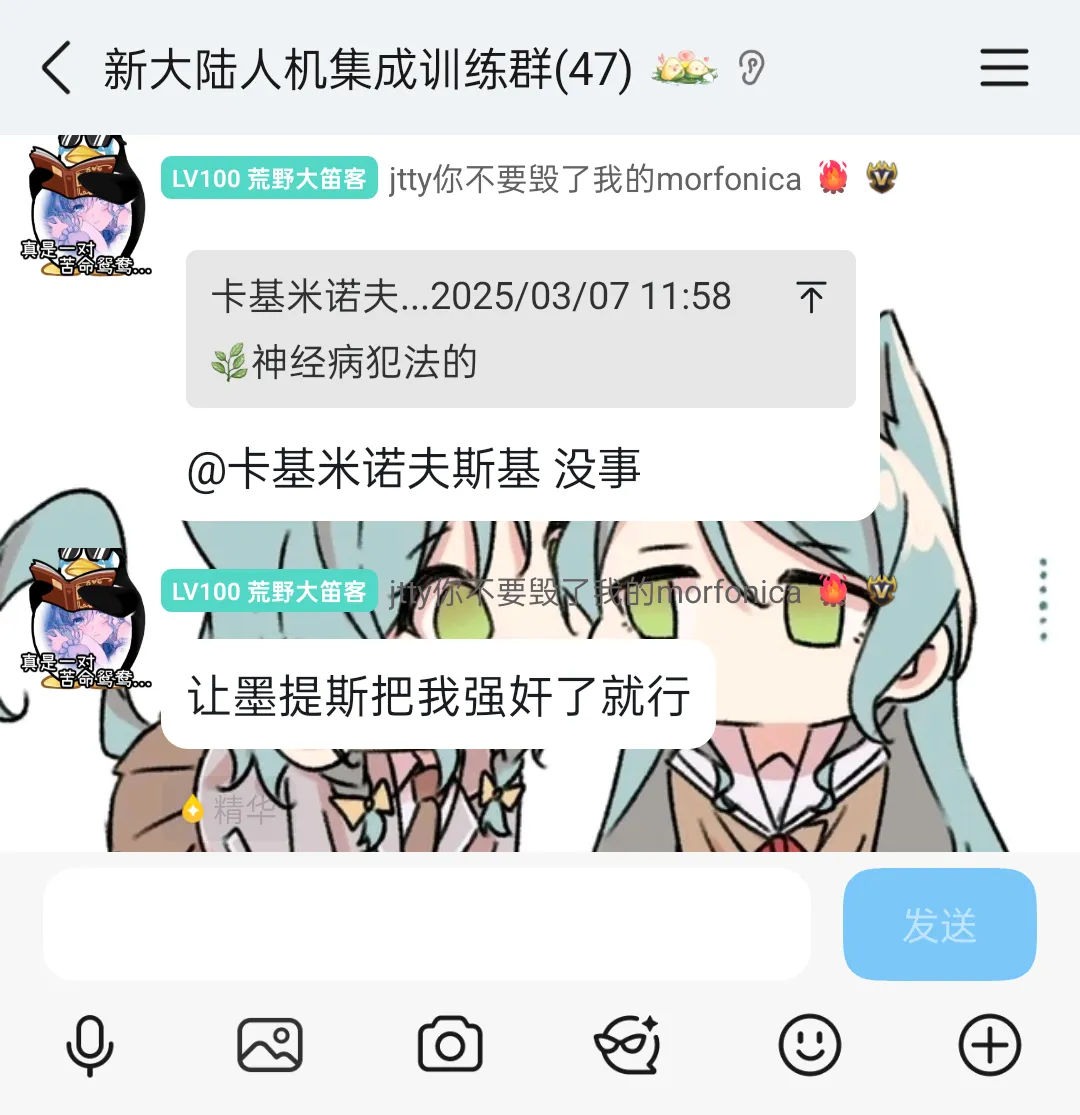 新大陆人机集成训练群(47)
LV100 荒野大笛客 jtty你不要毁了我的morfonica
真是一对
苦命鸳鸯...
卡基米诺夫...2025/03/07 11:58
🌿神经病犯法的
@卡基米诺夫斯基 没事
LV100 荒野大笛客 jtty你不要毁了我的morfonica
真是一对
苦命鸳鸯...
让墨提斯把我强奸了就行
精华
发送